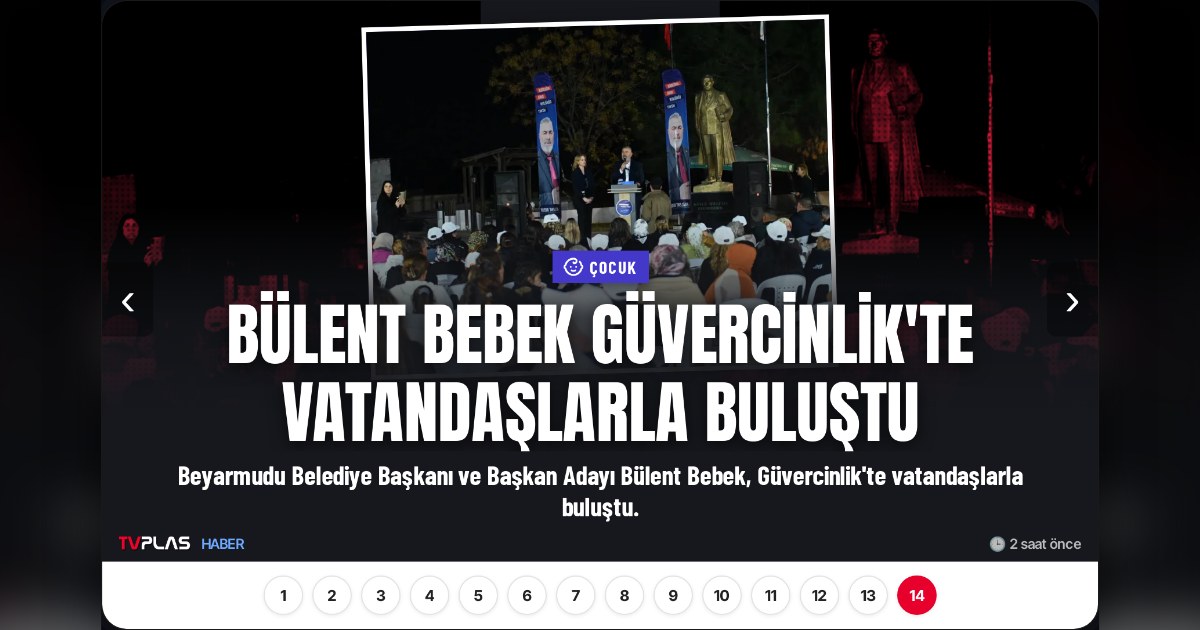 ÇOCUK
BÜLENT BEBEK GÜVERCİNLİK'TE
VATANDAŞLARLA BULUŞTU
Beyarmudu Belediye Başkanı ve Başkan Adayı Bülent Bebek, Güvercinlik'te vatandaşlarla
buluştu.
TVPLAS HABER
2 saat önce
1 2 3 4 5 6 7 8 9 10 11 12 13 14